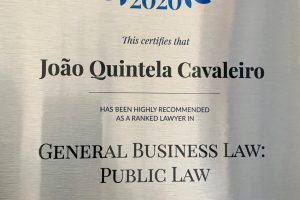 2020
This certifies that
João Quintela Cavaleiro
HAS BEEN HIGHLY RECOMMENDED
AS A RANKED LAWYER IN
GENERAL BUSINESS LAW:
PUBLIC LAW